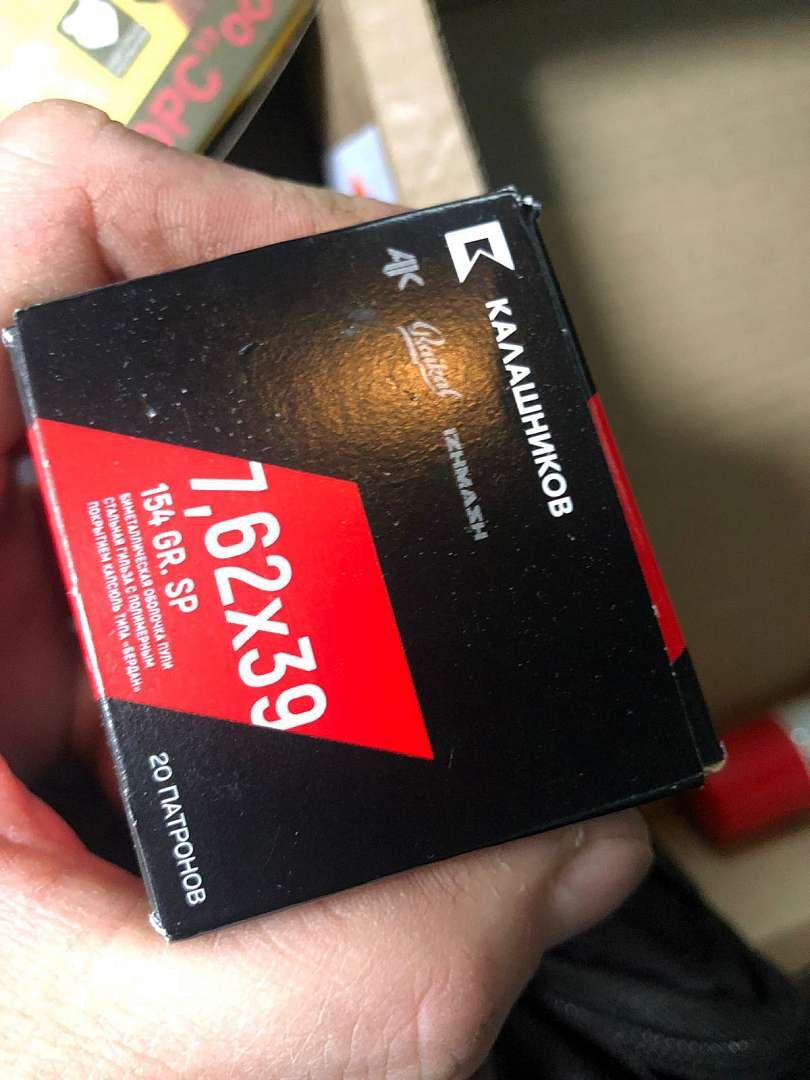 КАЛАШНИКОВ
AK
Baikal
IZHMASH
7,62x39
154 GR. SP
БИМЕТАЛЛИЧЕСКАЯ ОБОЛОЧКА ПУЛИ
СТАЛЬНАЯ ГИЛЬЗА С ПОЛИМЕРНЫМ
ПОКРЫТИЕМ КАПСЮЛЬ ТИПА «БЕРДАН»
20 ПАТРОНОВ